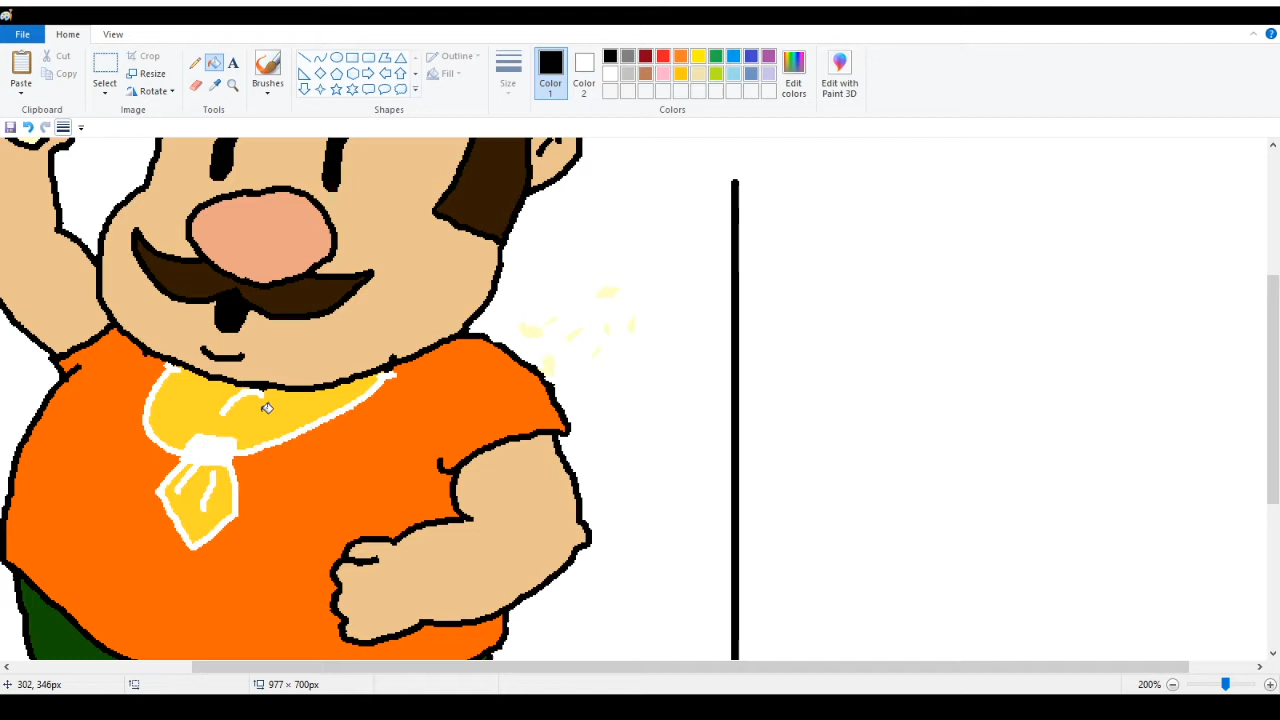 File Home View
Cut Crop Outline
Resize
Copy Fill
Rotate
Paste Select Brushes Size Color 1 Color 2 Edit colors Edit with Paint 3D
Clipboard Image Tools Shapes Colors
302, 346px 977 × 700px 200%